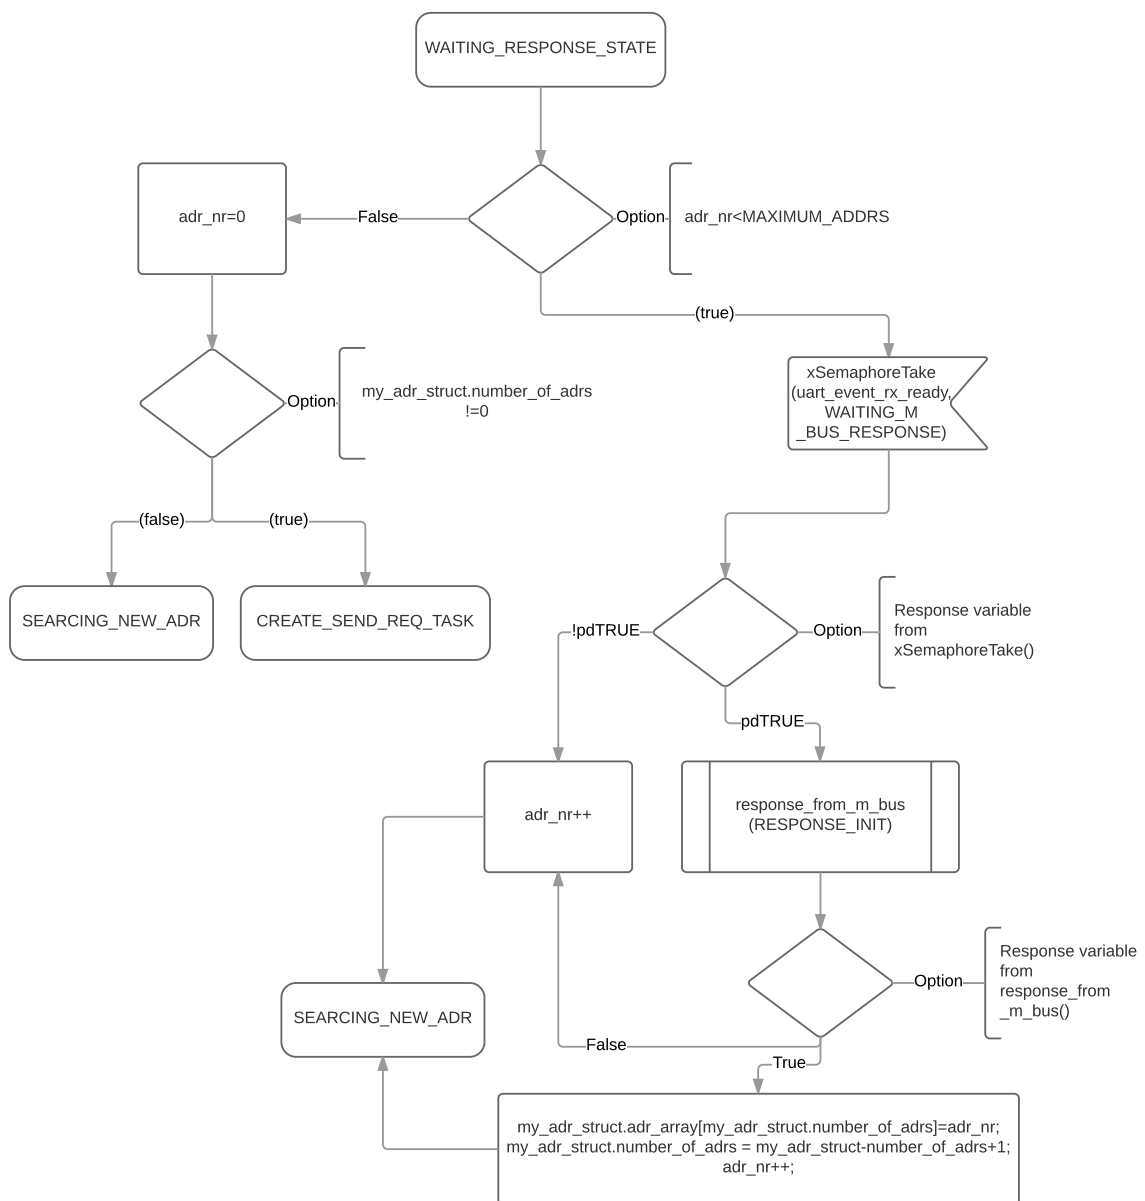 WAITING_RESPONSE_STATE
adr_nr=0
False
Option
adr_nr<MAXIMUM_ADDRS
(true)
my_adr_struct.number_of_adrs
!=0
Option
xSemaphoreTake
(uart_event_rx_ready,
WAITING_M
_BUS_RESPONSE)
(false)
(true)
SEARCING_NEW_ADR
CREATE_SEND_REQ_TASK
!pdTRUE
Option
Response variable
from
xSemaphoreTake()
pdTRUE
adr_nr++
response_from_m_bus
(RESPONSE_INIT)
Option
Response variable
from
response_from
_m_bus()
SEARCING_NEW_ADR
False
True
my_adr_struct.adr_array[my_adr_struct.number_of_adrs]=adr_nr;
my_adr_struct.number_of_adrs = my_adr_struct-number_of_adrs+1;
adr_nr++;